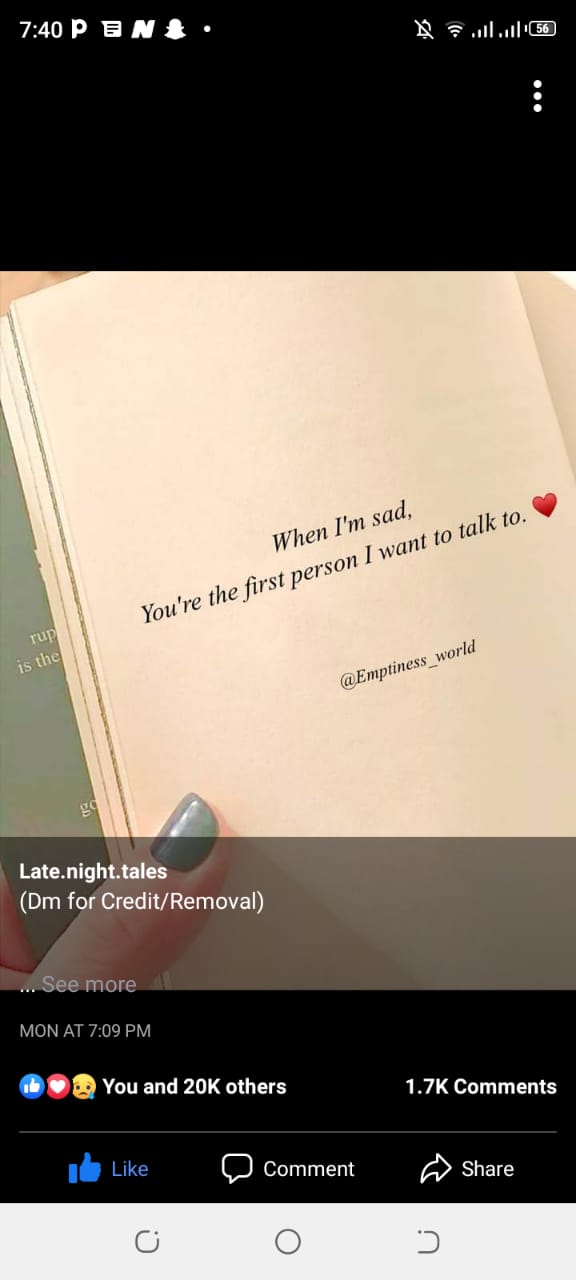 7:40
56
When I'm sad,
You're the first person I want to talk to.
@Emptiness_world
rup
is the
go
Late.night.tales
(Dm for Credit/Removal)
... See more
MON AT 7:09 PM
You and 20K others 1.7K Comments
Like Comment Share